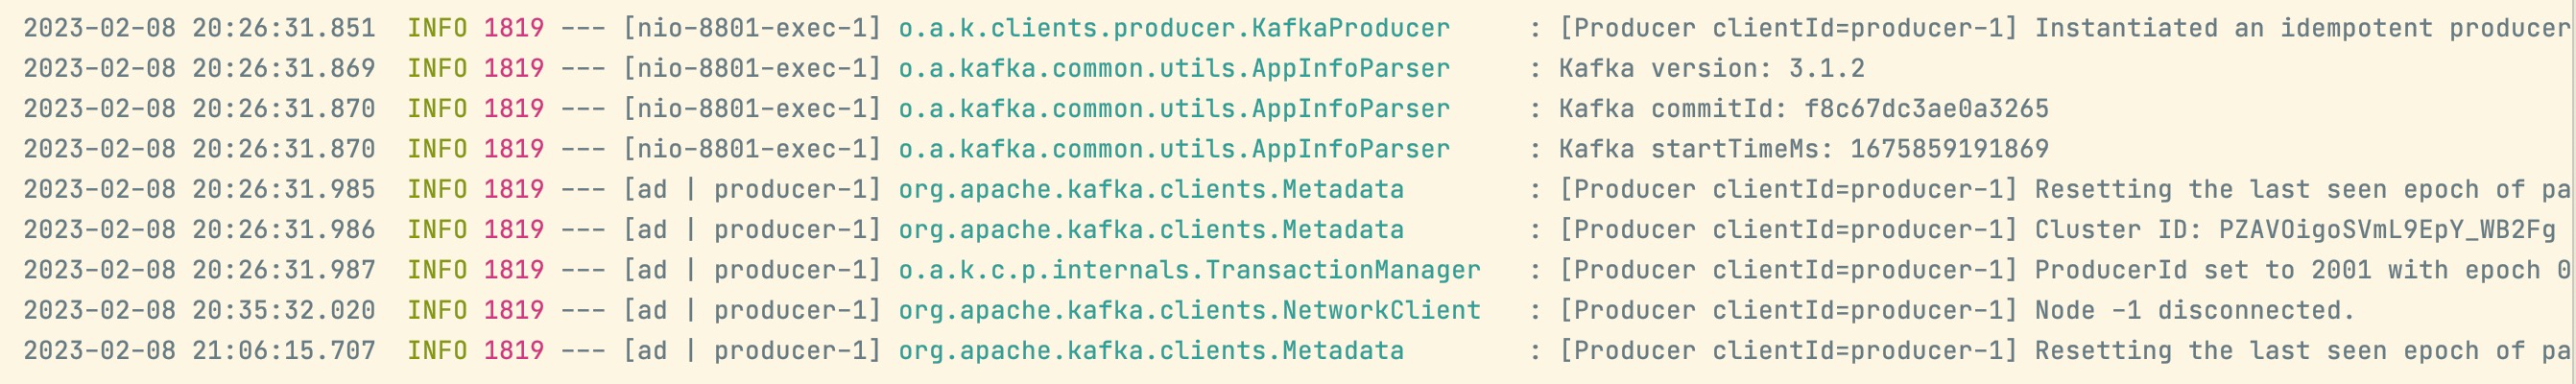 2023-02-08 20:26:31.851  INFO 1819 --- [nio-8801-exec-1] o.a.k.clients.producer.KafkaProducer     : [Producer clientId=producer-1] Instantiated an idempotent producer
2023-02-08 20:26:31.869  INFO 1819 --- [nio-8801-exec-1] o.a.kafka.common.utils.AppInfoParser     : Kafka version: 3.1.2
2023-02-08 20:26:31.870  INFO 1819 --- [nio-8801-exec-1] o.a.kafka.common.utils.AppInfoParser     : Kafka commitId: f8c67dc3ae0a3265
2023-02-08 20:26:31.870  INFO 1819 --- [nio-8801-exec-1] o.a.kafka.common.utils.AppInfoParser     : Kafka startTimeMs: 1675859191869
2023-02-08 20:26:31.985  INFO 1819 --- [ad | producer-1] org.apache.kafka.clients.Metadata        : [Producer clientId=producer-1] Resetting the last seen epoch of pa
2023-02-08 20:26:31.986  INFO 1819 --- [ad | producer-1] org.apache.kafka.clients.Metadata        : [Producer clientId=producer-1] Cluster ID: PZAVOigoSVmL9EpY_WB2Fg
2023-02-08 20:26:31.987  INFO 1819 --- [ad | producer-1] o.a.k.c.p.internals.TransactionManager   : [Producer clientId=producer-1] ProducerId set to 2001 with epoch 0
2023-02-08 20:35:32.020  INFO 1819 --- [ad | producer-1] org.apache.kafka.clients.NetworkClient   : [Producer clientId=producer-1] Node -1 disconnected.
2023-02-08 21:06:15.707  INFO 1819 --- [ad | producer-1] org.apache.kafka.clients.Metadata        : [Producer clientId=producer-1] Resetting the last seen epoch of pa